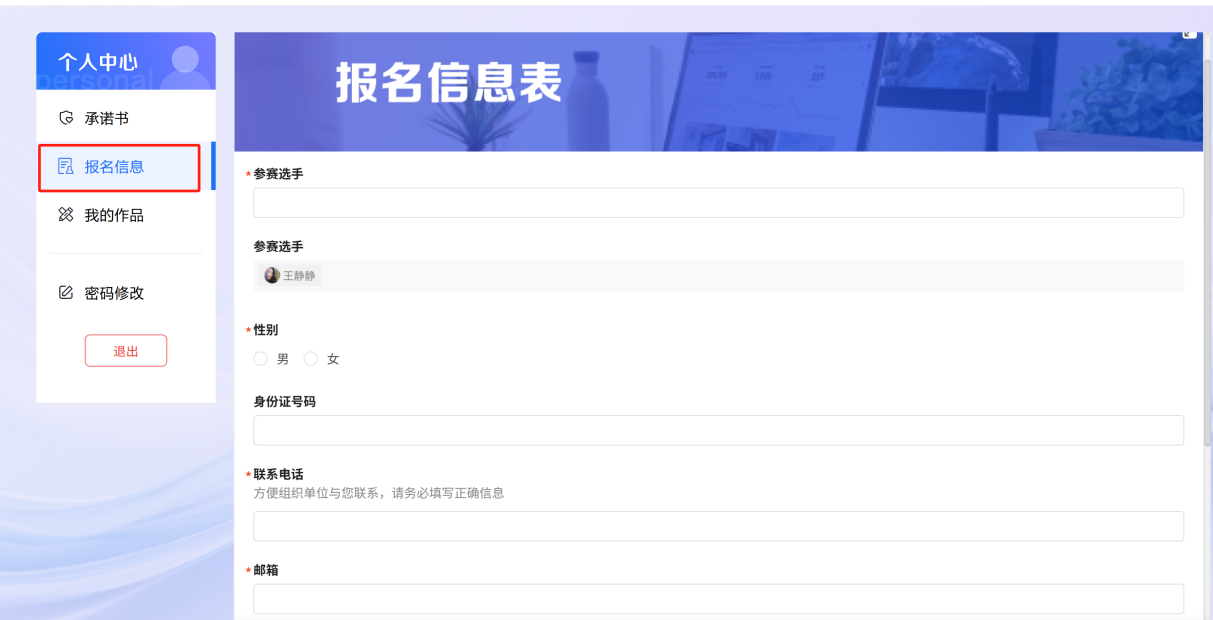 个人中心
personal
承诺书
报名信息
我的作品
密码修改
退出
报名信息表
*参赛选手
参赛选手
王静静
*性别
男 女
身份证号码
*联系电话
方便组织单位与您联系，请务必填写正确信息
*邮箱